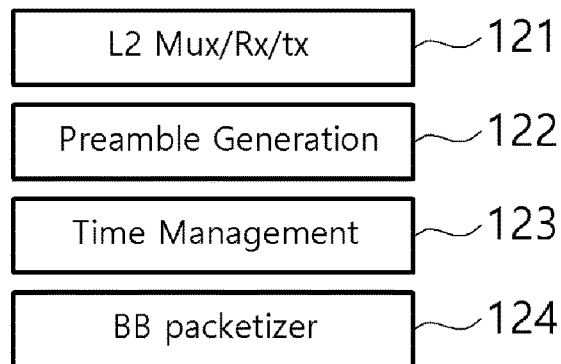 L2 Mux/Rx/tx 121
Preamble Generation 122
Time Management 123
BB packetizer 124